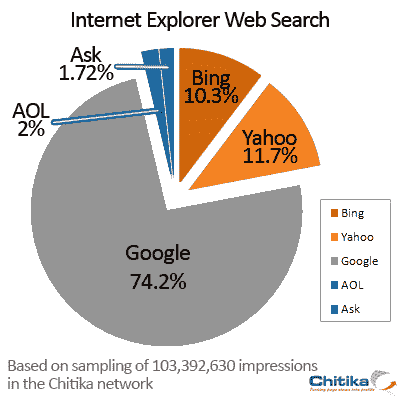 Internet Explorer Web Search
Ask
1.72%
Bing
10.3%
AOL
2%
Yahoo
11.7%
Google
74.2%
Bing
Yahoo
Google
AOL
Ask
Based on sampling of 103,392,630 impressions
in the Chitika network
Chitika